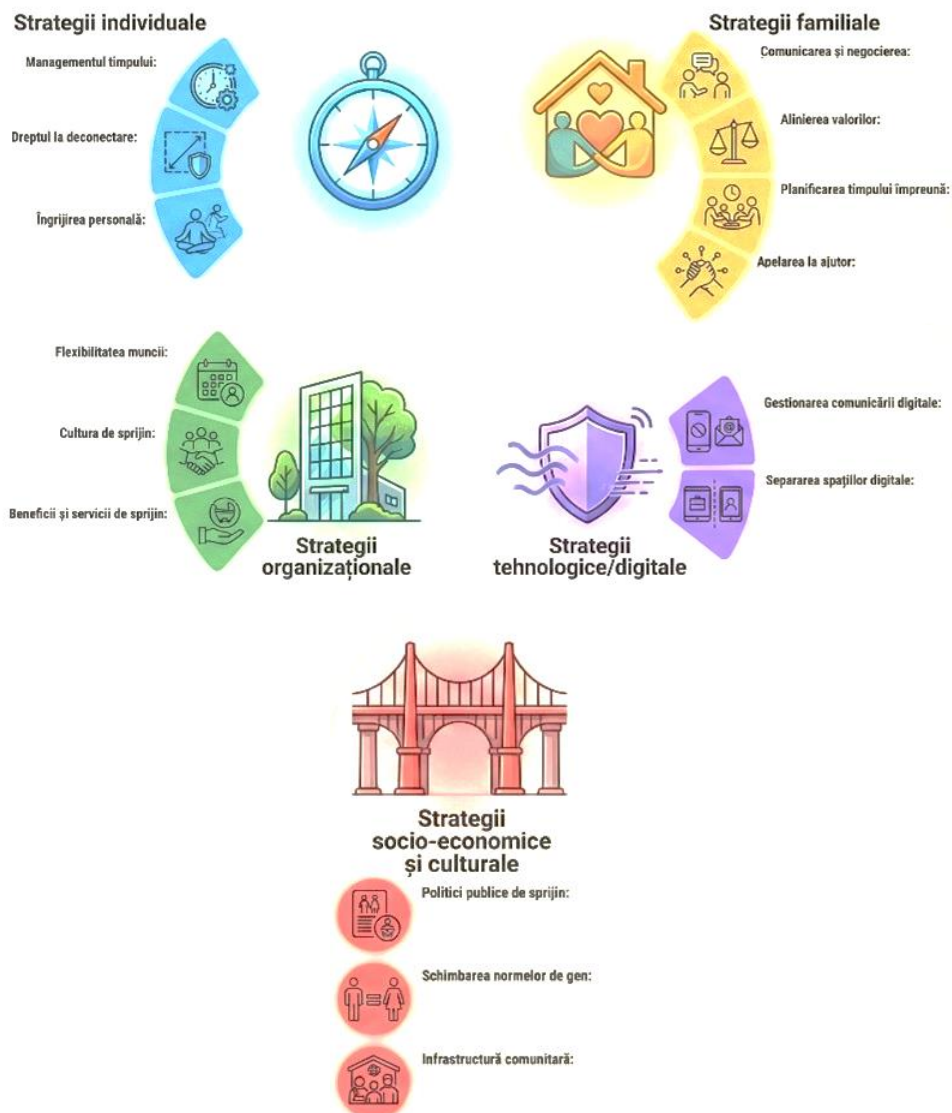 Strategii individuale
Managementul timpului:
Dreptul la deconectare:
Îngrijirea personală:
Strategii familiale
Comunicarea și negocierea:
Alinierea valorilor:
Planificarea timpului împreună:
Apelarea la ajutor:
Flexibilitatea muncii:
Cultura de sprijin:
Beneficii și servicii de sprijin:
Strategii
organizaționale
Gestionarea comunicării digitale:
Separarea spațiilor digitale:
Strategii
tehnologice/digitale
Strategii
socio-economice
și culturale
Politici publice de sprijin:
Schimbarea normelor de gen:
Infrastructură comunitară: